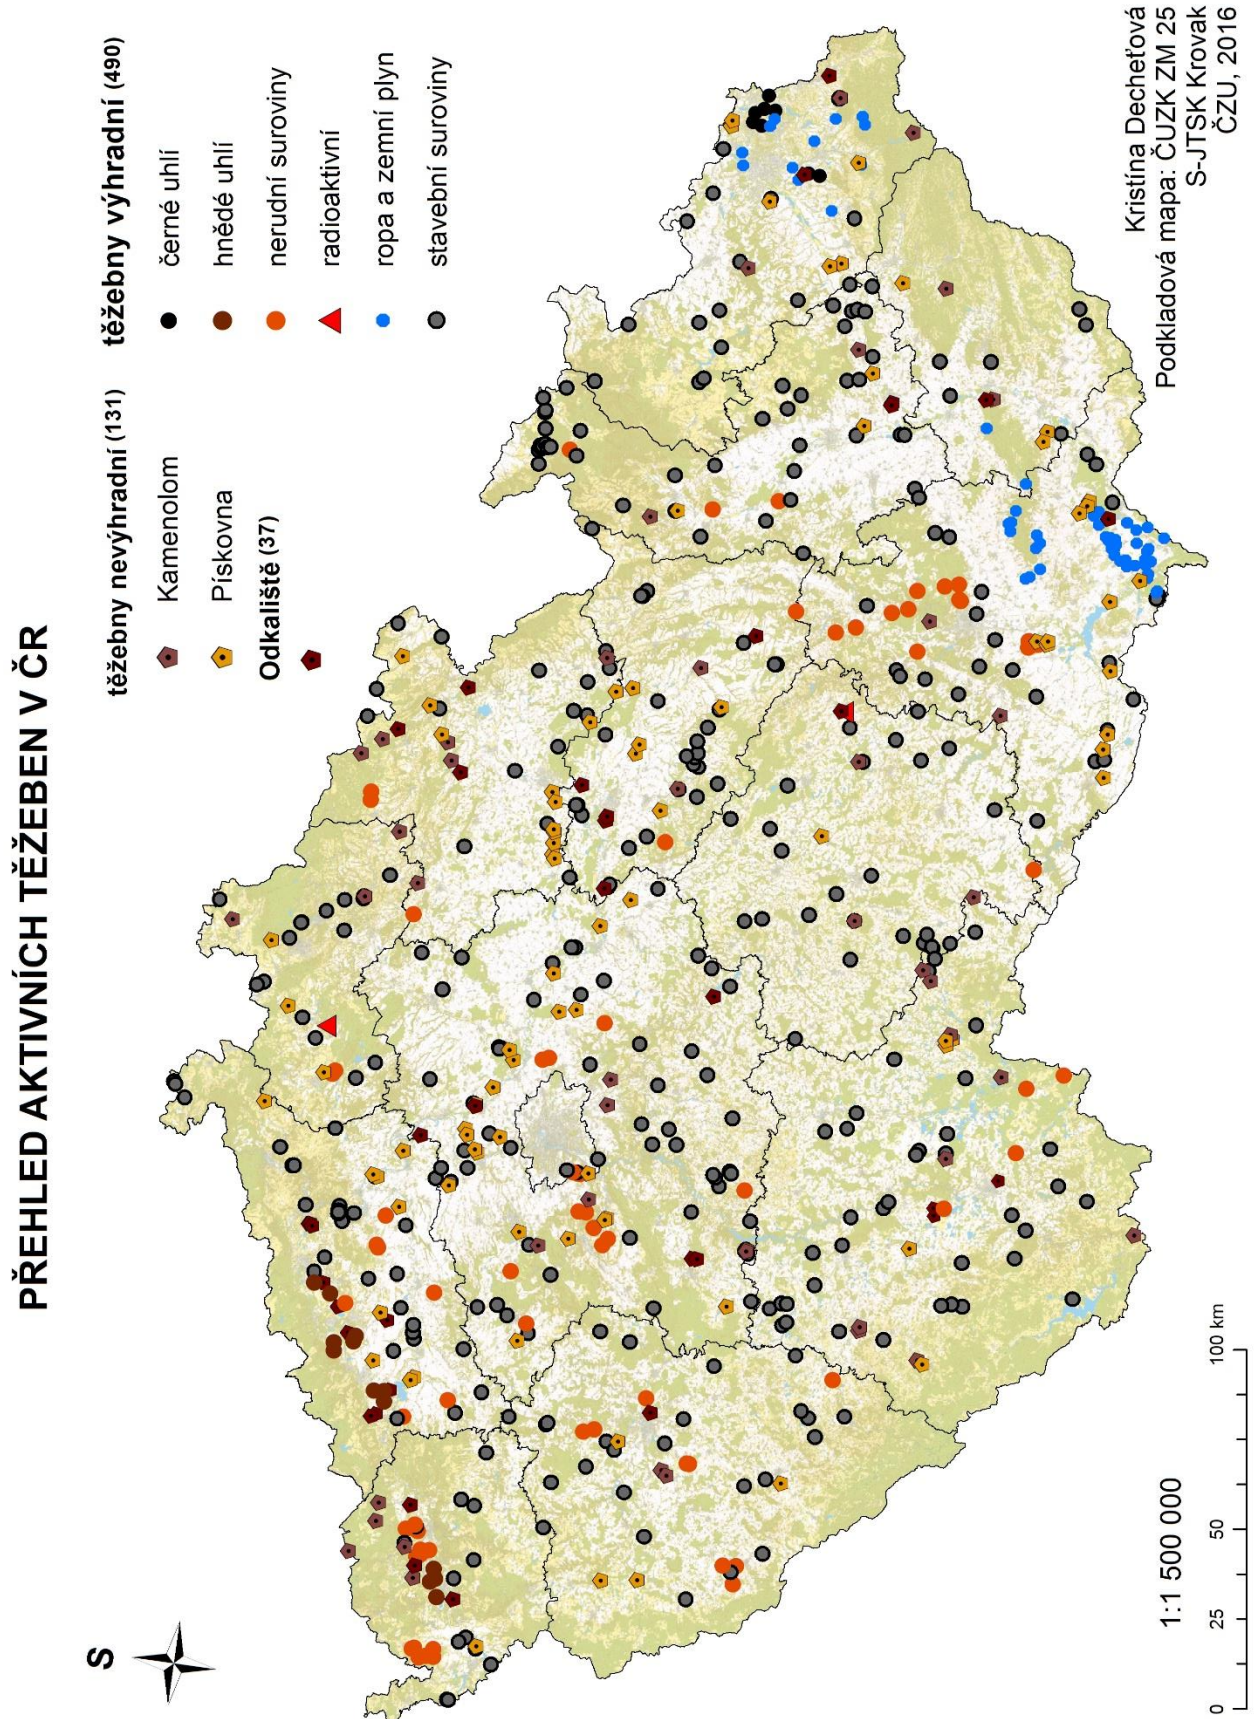 PŘEHLED AKTIVNÍCH TĚŽEBEN V ČR
S
těžebny nevýhradní (131)
Kamenolom
Pískovna
Odkaliště (37)
těžebny výhradní (490)
černé uhlí
hnědé uhlí
nerudní suroviny
radioaktivní
ropa a zemní plyn
stavební suroviny
1:1 500 000
0 25 50 100 km
Kristína Decheťová
Podkladová mapa: ČUZK ZM 25
S-JTSK Krovak
ČZU, 2016